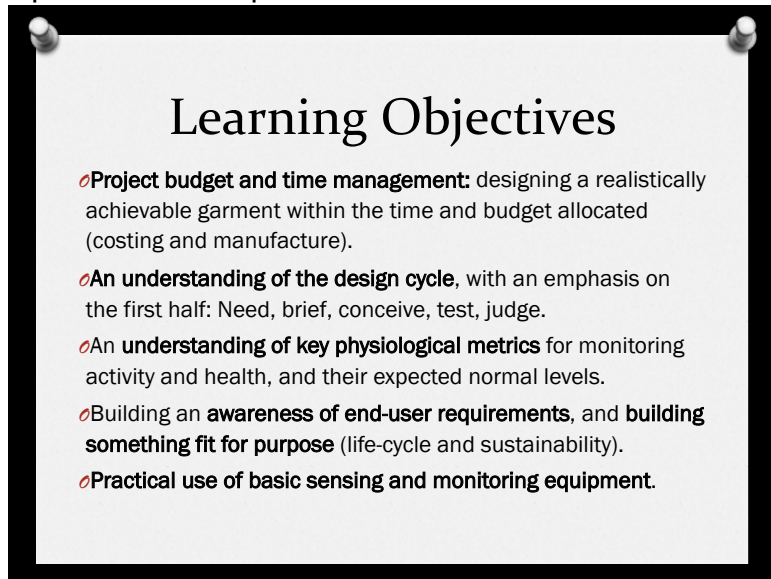 Learning Objectives
Project budget and time management: designing a realistically
achievable garment within the time and budget allocated
(costing and manufacture).
An understanding of the design cycle, with an emphasis on
the first half: Need, brief, conceive, test, judge.
An understanding of key physiological metrics for monitoring
activity and health, and their expected normal levels.
Building an awareness of end-user requirements, and building
something fit for purpose (life-cycle and sustainability).
Practical use of basic sensing and monitoring equipment.